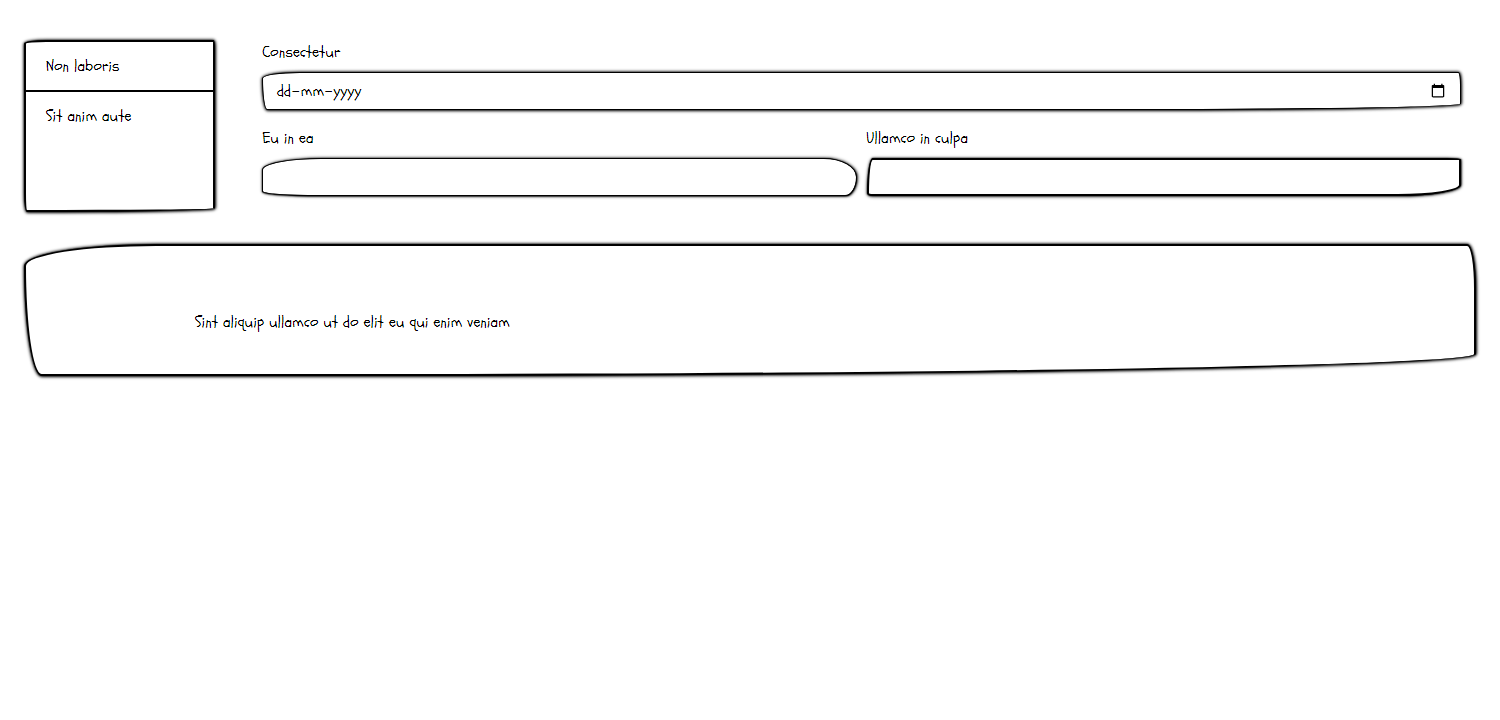 Non laboris
Sit anim aute
Consectetur
dd-mm-yyyy
Eu in ea
Ullamco in culpa
Sint aliquip ullamco ut do elit eu qui enim veniam